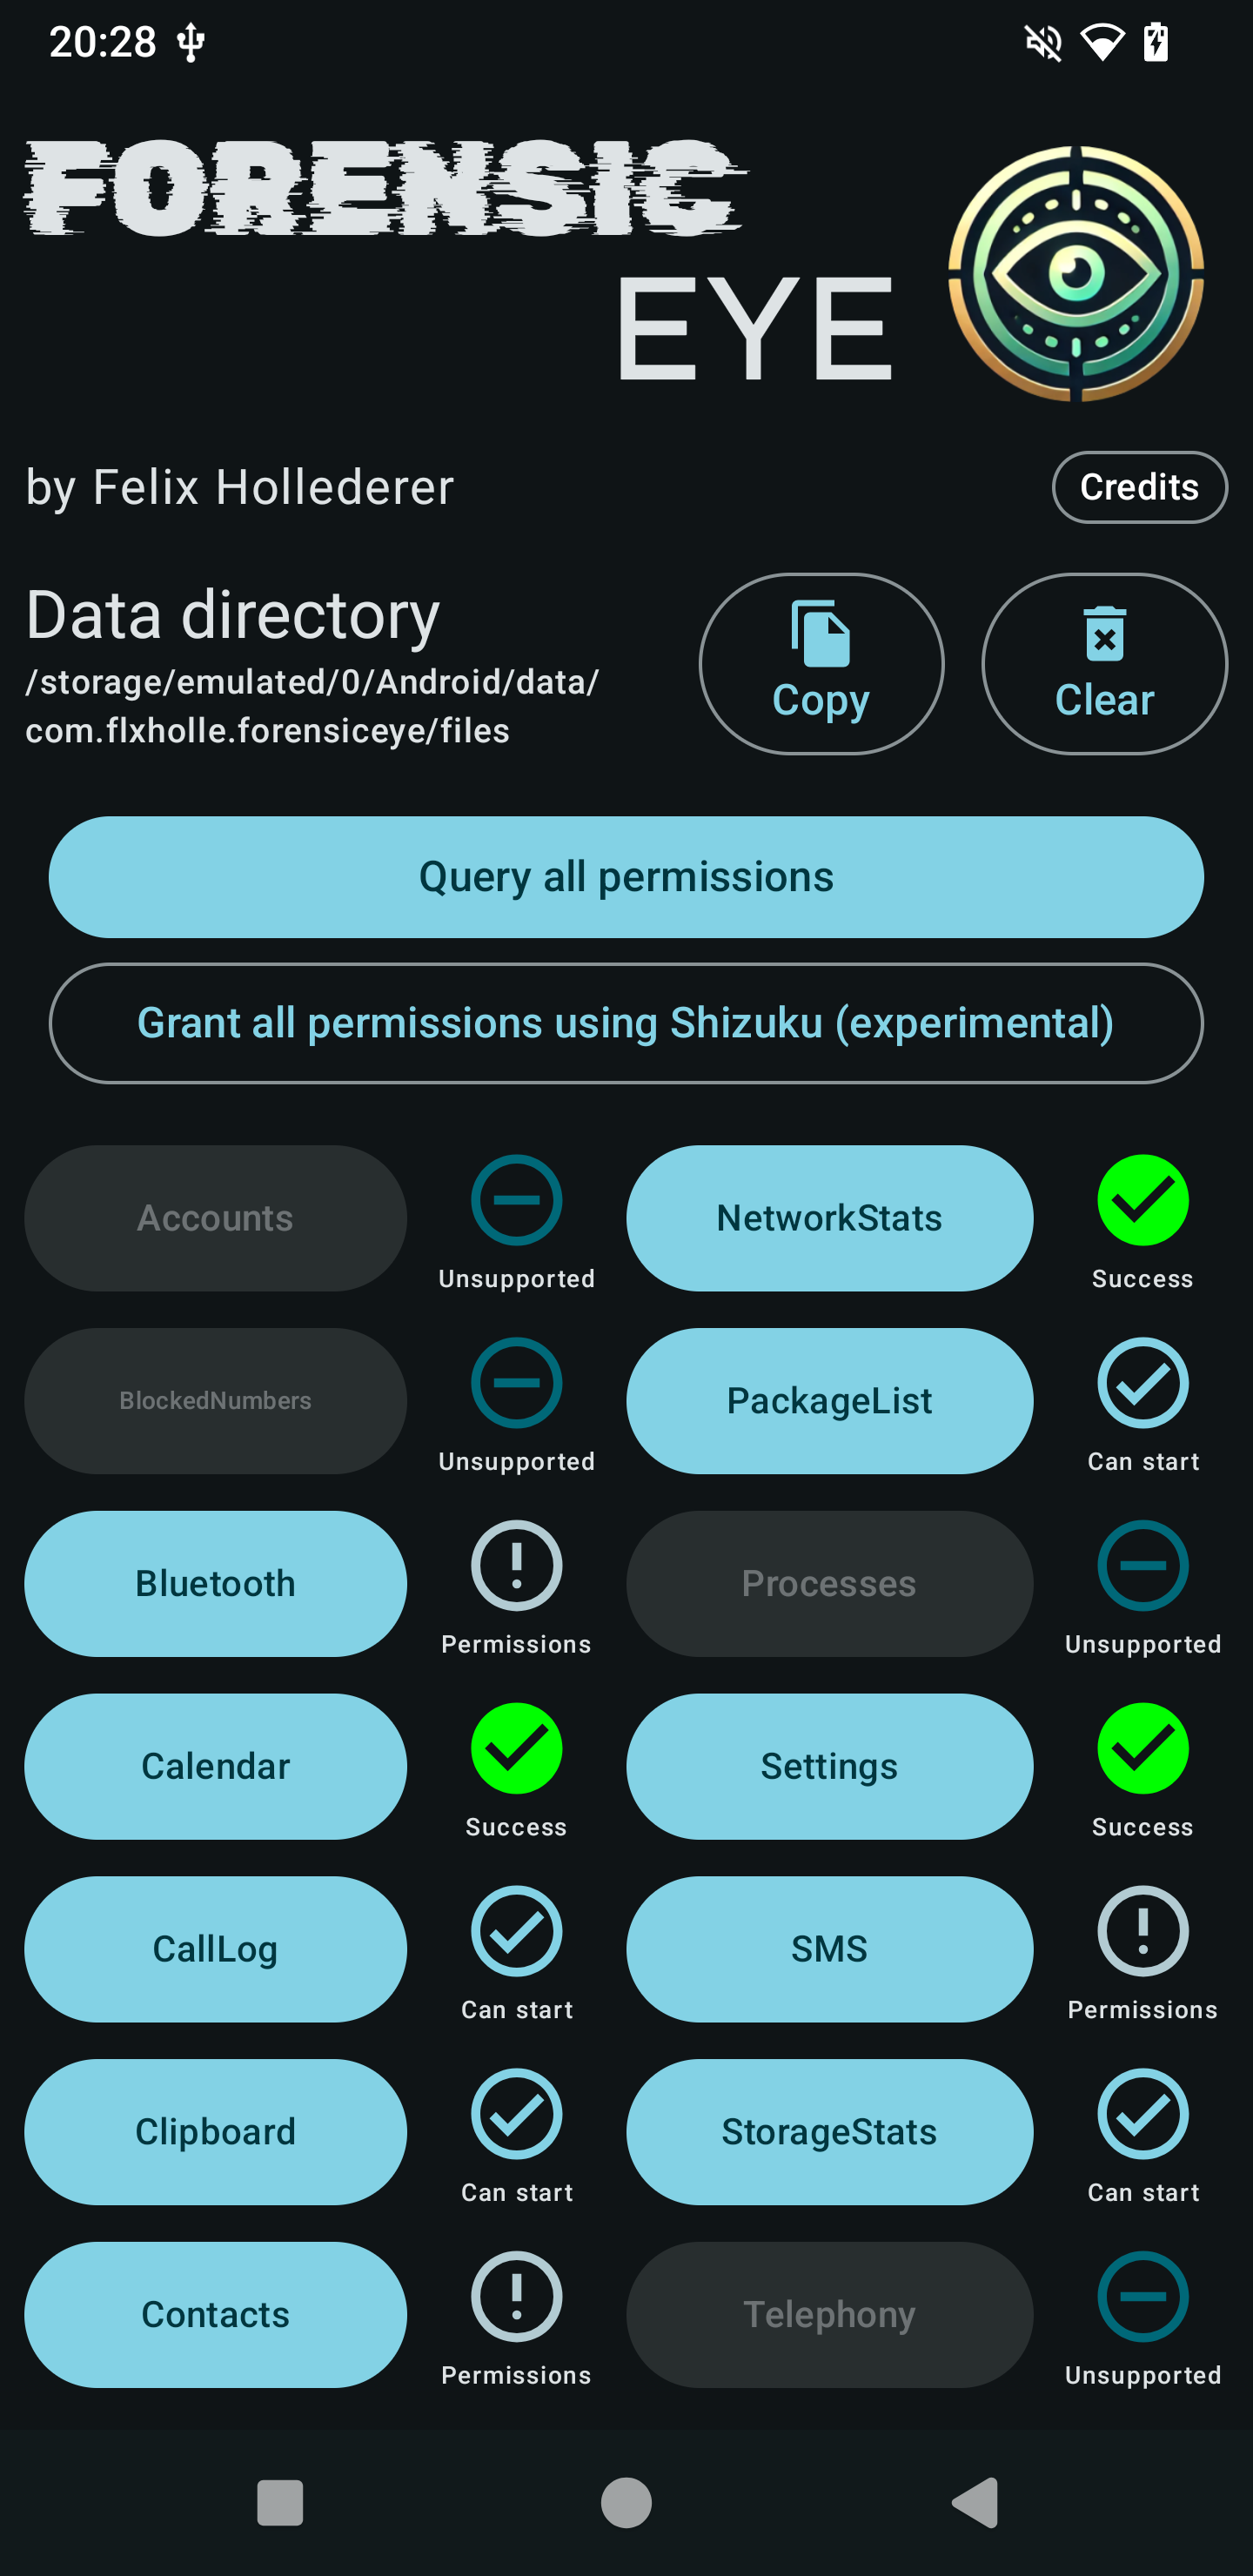 20:28
FORENSIC
EYE
by Felix Hollederer
Credits
Data directory
/storage/emulated/0/Android/data/
com.flxholle.forensiceye/files
Copy
Clear
Query all permissions
Grant all permissions using Shizuku (experimental)
Accounts
Unsupported
NetworkStats
Success
BlockedNumbers
Unsupported
PackageList
Can start
Bluetooth
Permissions
Processes
Unsupported
Calendar
Success
Settings
Success
CallLog
Can start
SMS
Permissions
Clipboard
Can start
StorageStats
Can start
Contacts
Permissions
Telephony
Unsupported